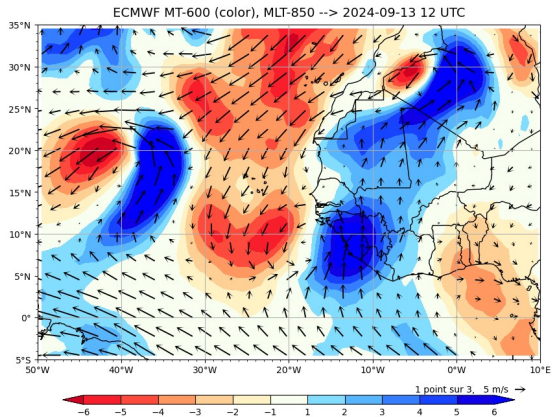 ECMWF MT-600 (color), MLT-850 --> 2024-09-13 12 UTC
35°N
30°N
25°N
20°N
15°N
10°N
5°N
0°
5°S
50°W 40°W 30°W 20°W 10°W 0°W 10°E
1 point sur 3, 5 m/s
−6 −5 −4 −3 −2 −1 1 2 3 4 5 6